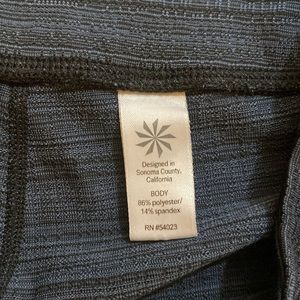 Designed in
Sonoma County,
California
BODY
86% polyester/
14% spandex
RN #54023